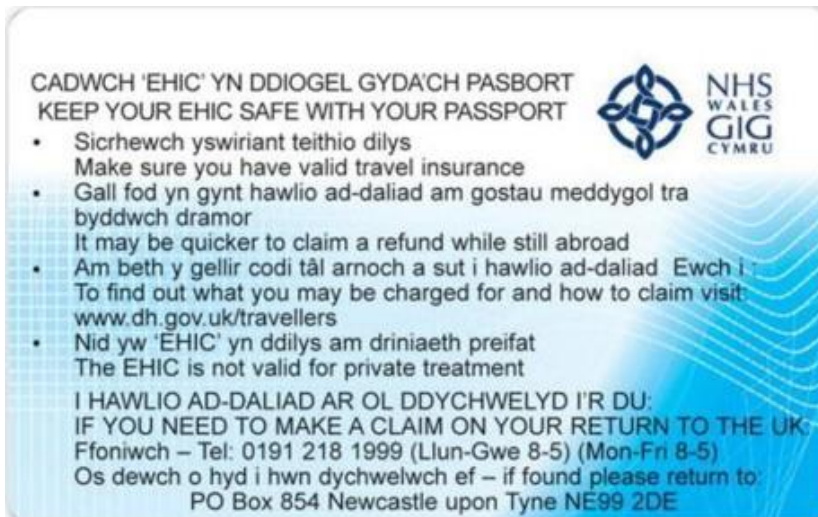 CADWCH 'EHIC' YN DDIOGEL GYDA'CH PASBORT
KEEP YOUR EHIC SAFE WITH YOUR PASSPORT
NHS
WALES
GIG
CYMRU
• Sicrhewch yswiriant teithio dilys
Make sure you have valid travel insurance
• Gall fod yn gynt hawlio ad-daliad am gostau meddygol tra
byddwch dramor
It may be quicker to claim a refund while still abroad
• Am beth y gellir codi tâl arnoch a sut i hawlio ad-daliad Ewch i :
To find out what you may be charged for and how to claim visit:
www.dh.gov.uk/travellers
• Nid yw 'EHIC' yn ddilys am driniaeth preifat
The EHIC is not valid for private treatment
I HAWLIO AD-DALIAD AR OL DDYCHWELYD I'R DU:
IF YOU NEED TO MAKE A CLAIM ON YOUR RETURN TO THE UK:
Ffoniwch – Tel: 0191 218 1999 (Llun-Gwe 8-5) (Mon-Fri 8-5)
Os dewch o hyd i hwn dychwelwch ef – if found please return to:
PO Box 854 Newcastle upon Tyne NE99 2DE